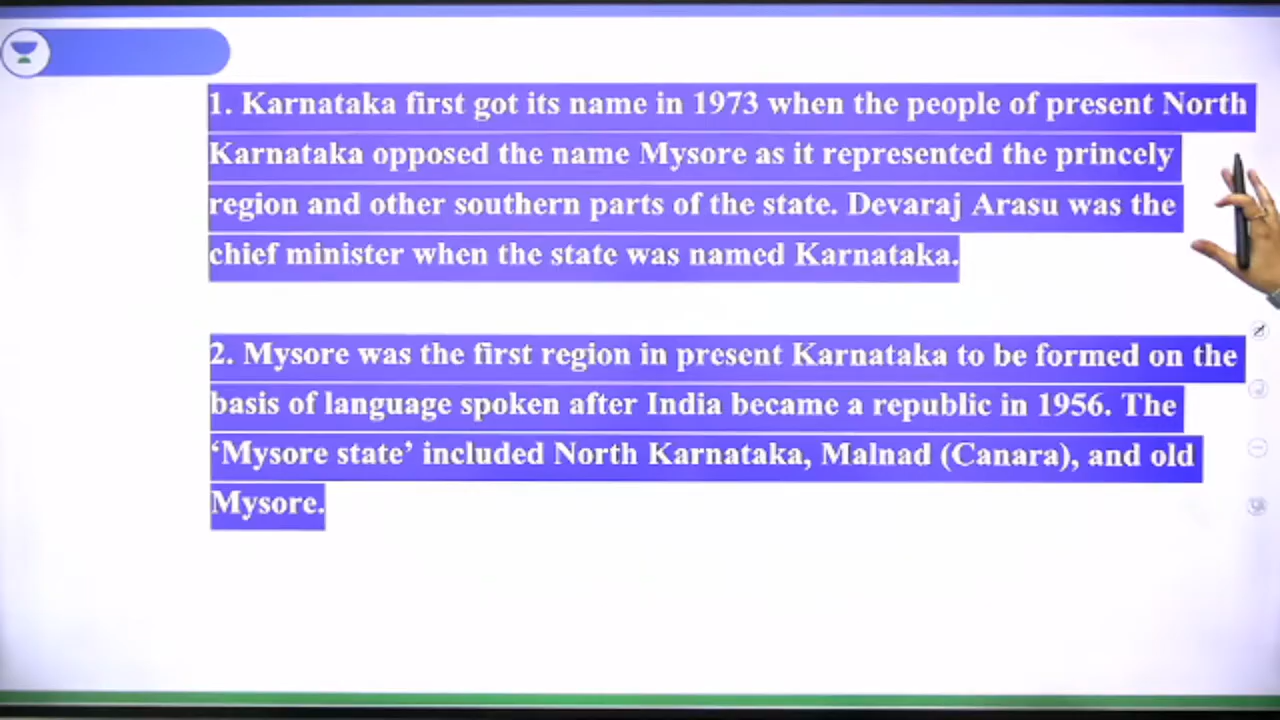 1. Karnataka first got its name in 1973 when the people of present North
Karnataka opposed the name Mysore as it represented the princely
region and other southern parts of the state. Devaraj Arasu was the
chief minister when the state was named Karnataka.
2. Mysore was the first region in present Karnataka to be formed on the
basis of language spoken after India became a republic in 1956. The
‘Mysore state’ included North Karnataka, Malnad (Canara), and old
Mysore.